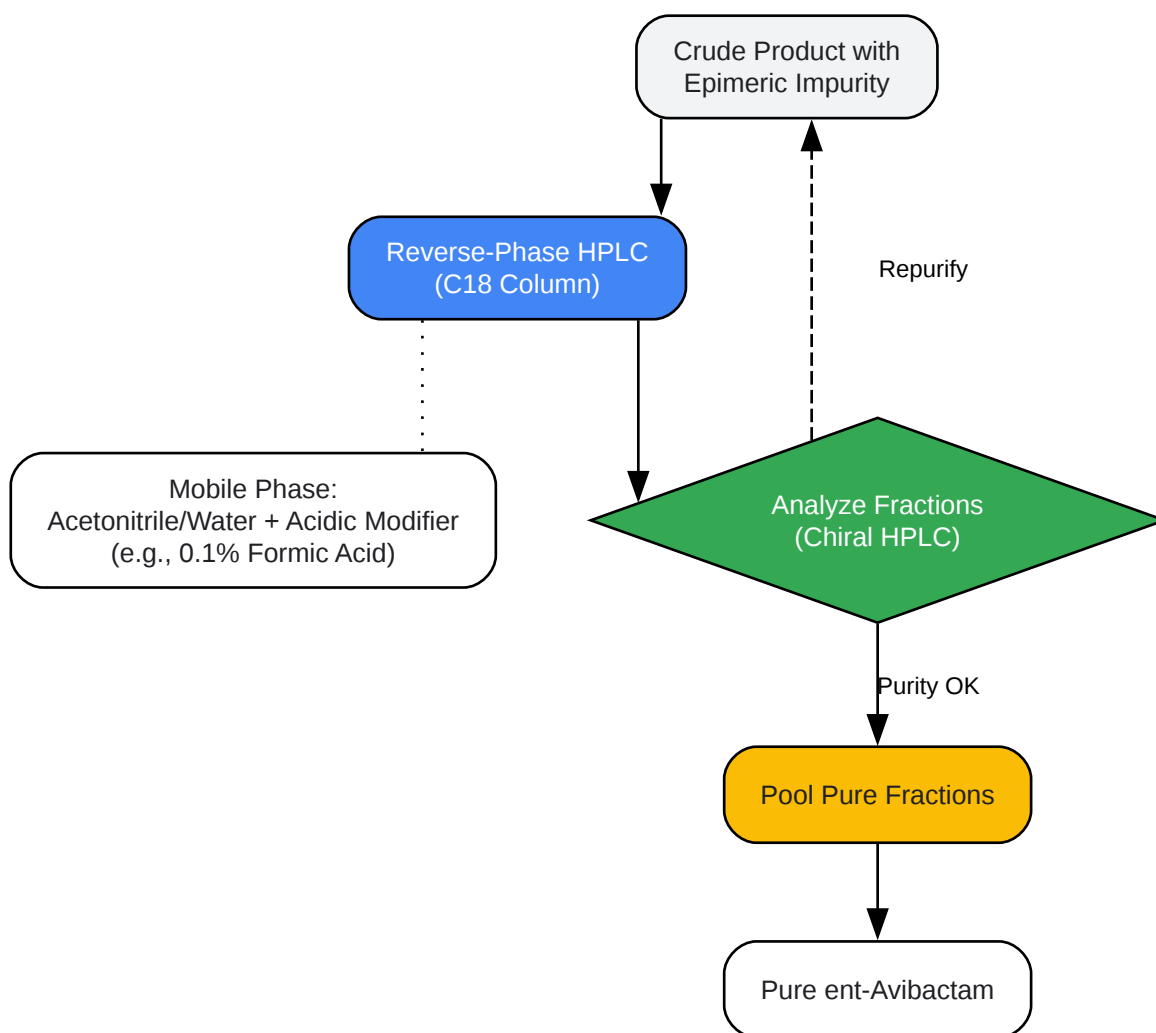 Crude Product with
Epimeric Impurity
Reverse-Phase HPLC
(C18 Column)
Repurify
Mobile Phase:
Acetonitrile/Water + Acidic Modifier
(e.g., 0.1% Formic Acid)
Analyze Fractions
(Chiral HPLC)
Purity OK
Pool Pure Fractions
Pure ent-Avibactam